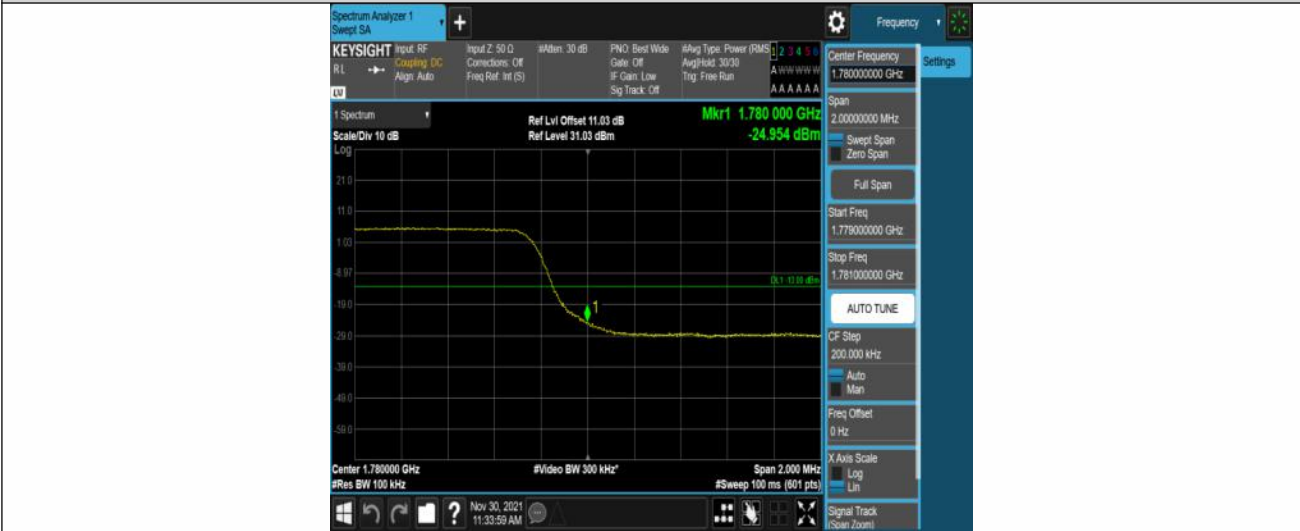 Spectrum Analyzer 1
Swept SA
Frequency
KEYSIGHT
Input: RF
Input Z: 50 Ω
#Atten: 30 dB
PNO: Best Wide
#Avg Type: Power (RMS
1 2 3 4 5 6
RL
Coupling: DC
Corrections: Off
Gate: Off
Avg|Hold: 30/30
A W W W W W
Align: Auto
Freq Ref: Int (S)
IF Gain: Low
Trig: Free Run
Sig Track: Off
A A A A A A
Center Frequency
1.780000000 GHz
Settings
1 Spectrum
Ref Lvl Offset 11.03 dB
Mkr1 1.780 000 GHz
Scale/Div 10 dB
Ref Level 31.03 dBm
-24.954 dBm
Log
21.0
11.0
1.03
-8.97
-19.0
-29.0
-39.0
-49.0
-59.0
DL1 -13.00 dBm
1
Center 1.780000 GHz
#Video BW 300 kHz*
Span 2.000 MHz
#Res BW 100 kHz
#Sweep 100 ms (601 pts)
Span
2.00000000 MHz
Swept Span
Zero Span
Full Span
Start Freq
1.779000000 GHz
Stop Freq
1.781000000 GHz
AUTO TUNE
CF Step
200.000 kHz
Auto
Man
Freq Offset
0 Hz
X Axis Scale
Log
Lin
Signal Track
(Span Zoom)
?
Nov 30, 2021
11:33:59 AM